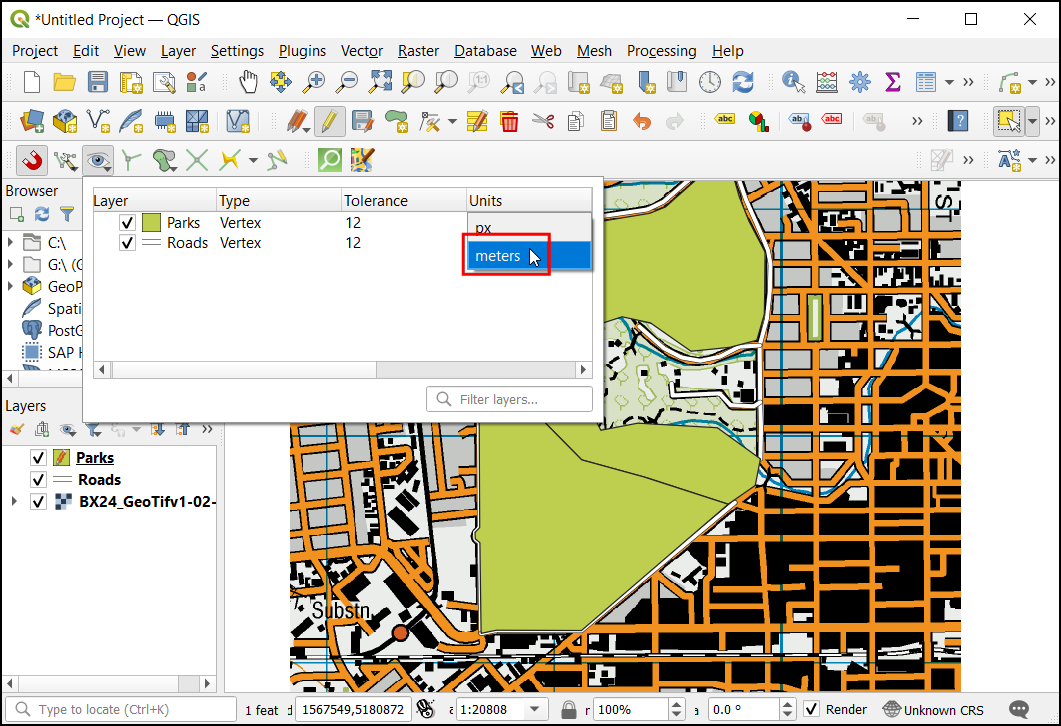 *Untitled Project — QGIS
Project Edit View Layer Settings Plugins Vector Raster Database Web Mesh Processing Help
Browser
Layer Type Tolerance Units
Parks Vertex 12 px
Roads Vertex 12
meters
C:\
G:\ (G
GeoP
Spati
PostG
SAP H
Filter layers...
Layers
Parks
Roads
BX24_GeoTifv1-02-
ST
Substn
Type to locate (Ctrl+K) 1 feat 1567549,5180872 1:20808 100% 0.0 ° Render Unknown CRS